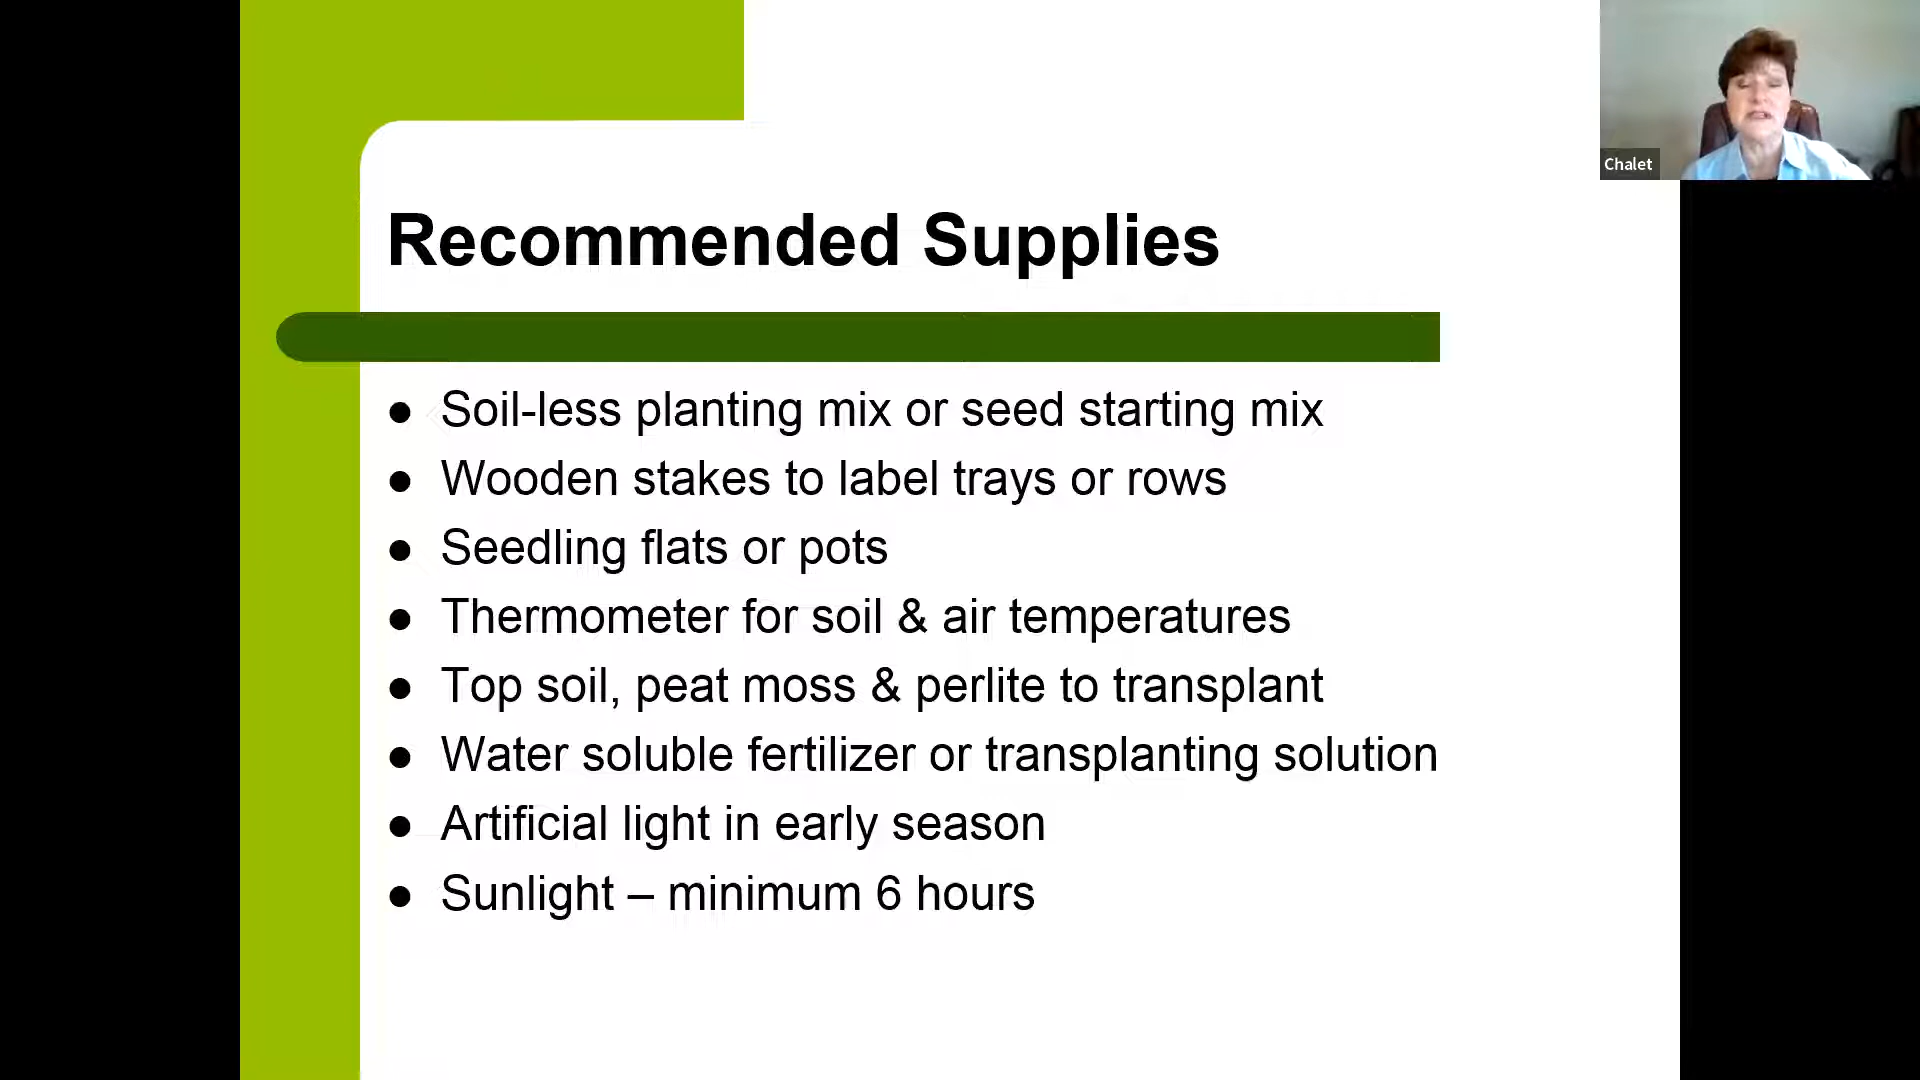 Chalet
Recommended Supplies
Soil-less planting mix or seed starting mix
Wooden stakes to label trays or rows
Seedling flats or pots
Thermometer for soil & air temperatures
Top soil, peat moss & perlite to transplant
Water soluble fertilizer or transplanting solution
Artificial light in early season
Sunlight – minimum 6 hours